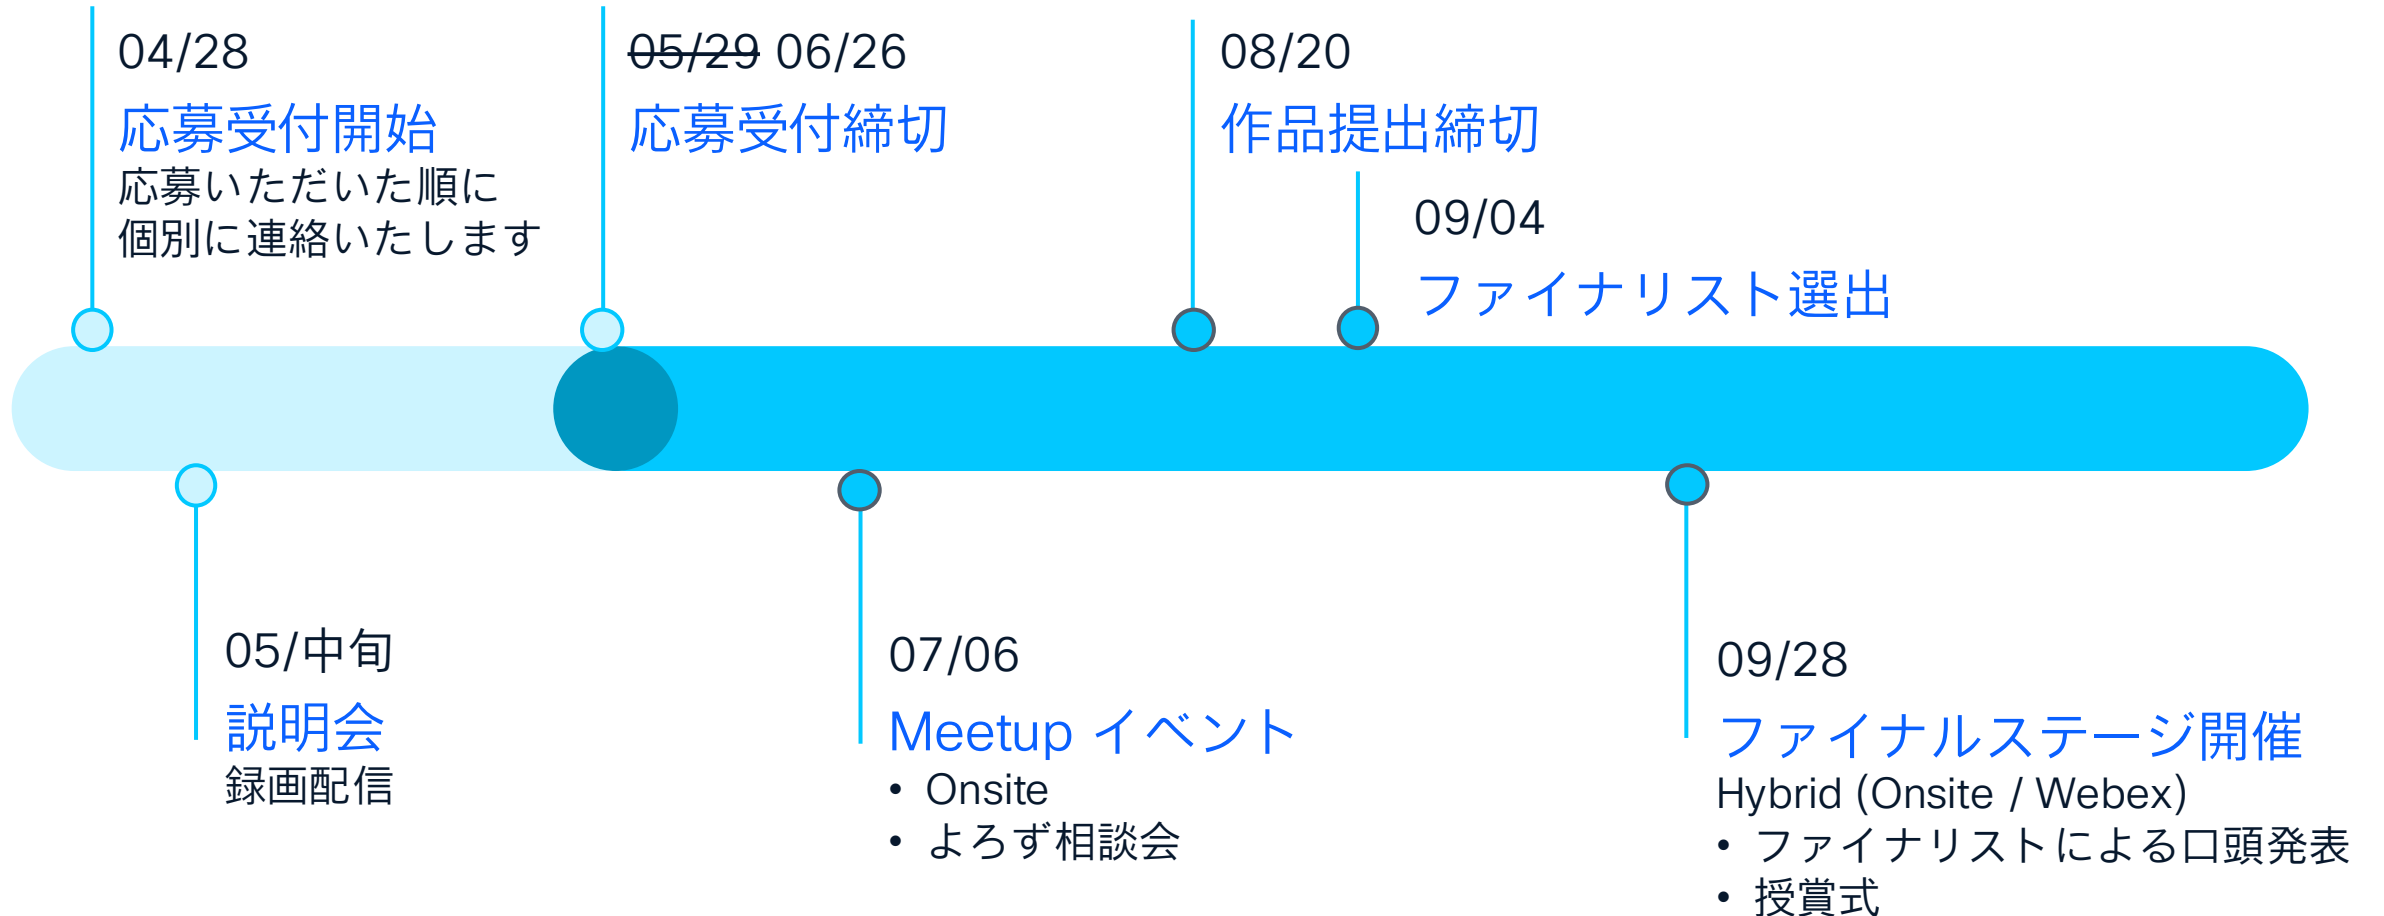 04/28
応募受付開始
応募いただいた順に
個別に連絡いたします
05/29 06/26
応募受付締切
08/20
作品提出締切
09/04
ファイナリスト選出
05/中旬
説明会
録画配信
07/06
Meetup イベント
• Onsite
• よろず相談会
09/28
ファイナルステージ開催
Hybrid (Onsite / Webex)
• ファイナリストによる口頭発表
• 授賞式